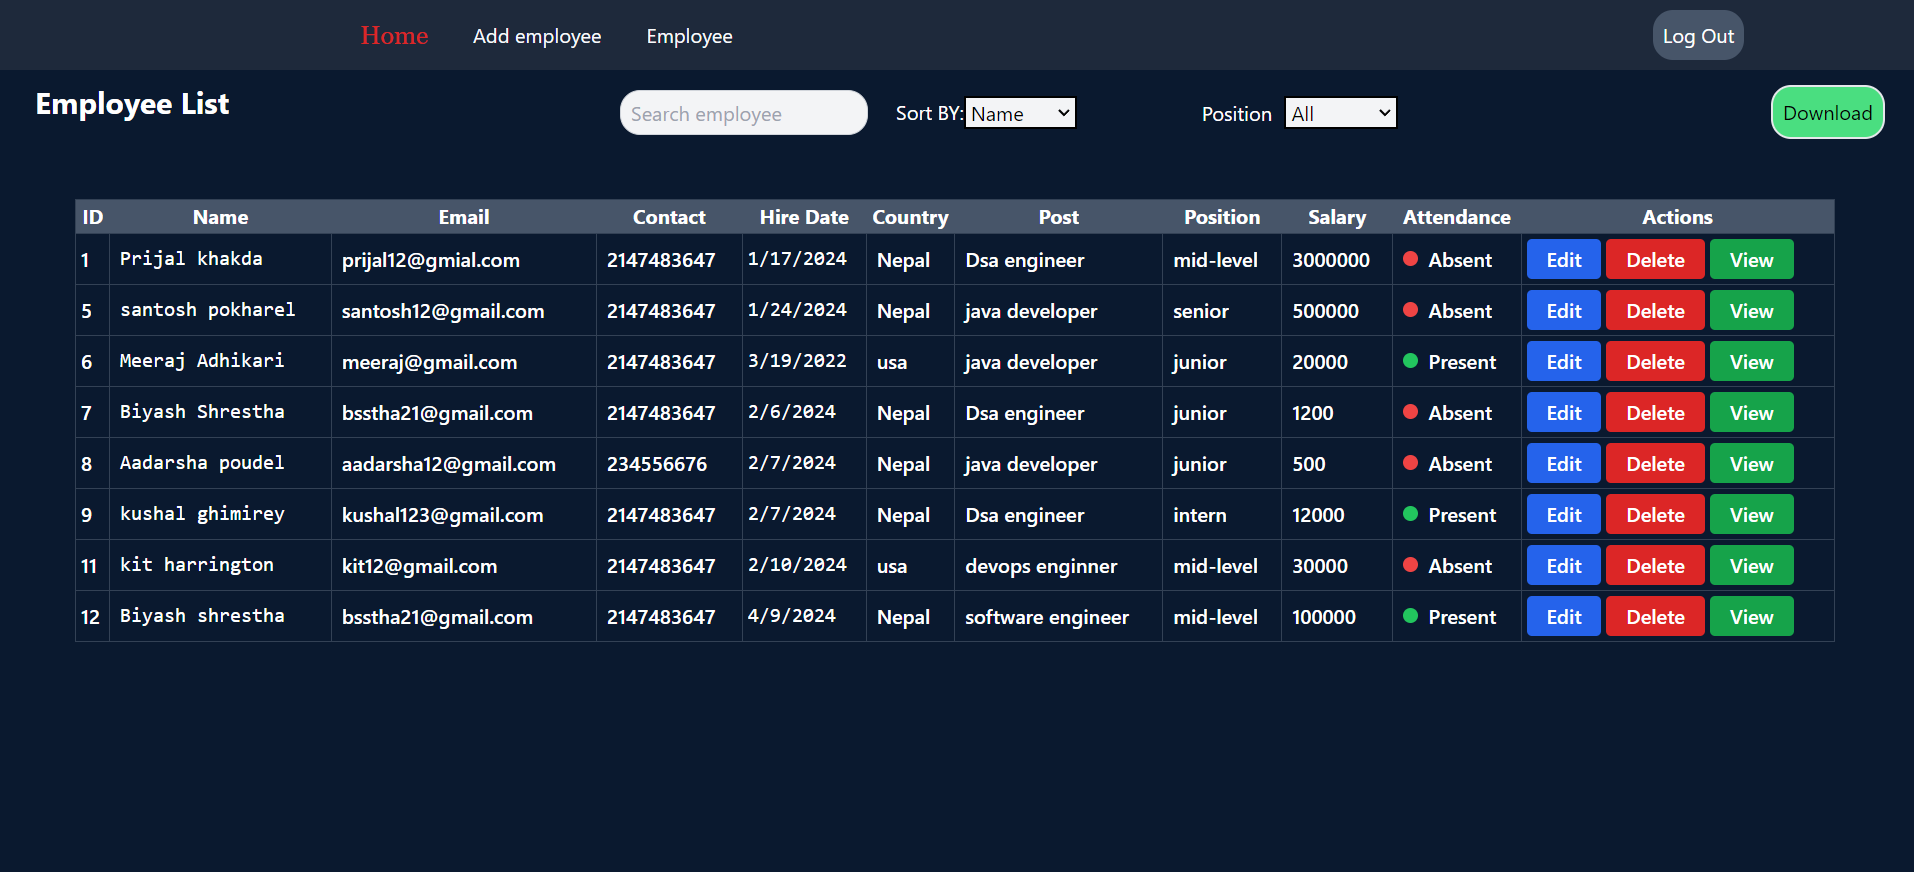 Home Add employee Employee Log Out
Employee List Search employee Sort BY: Name Position All Download
ID Name Email Contact Hire Date Country Post Position Salary Attendance Actions
1 Prijal khakda prijal12@gmial.com 2147483647 1/17/2024 Nepal Dsa engineer mid-level 3000000 Absent Edit Delete View
5 santosh pokharel santosh12@gmail.com 2147483647 1/24/2024 Nepal java developer senior 500000 Absent Edit Delete View
6 Meeraj Adhikari meeraj@gmail.com 2147483647 3/19/2022 usa java developer junior 20000 Present Edit Delete View
7 Biyash Shrestha bsstha21@gmail.com 2147483647 2/6/2024 Nepal Dsa engineer junior 1200 Absent Edit Delete View
8 Aadarsha poudel aadarsha12@gmail.com 234556676 2/7/2024 Nepal java developer junior 500 Absent Edit Delete View
9 kushal ghimirey kushal123@gmail.com 2147483647 2/7/2024 Nepal Dsa engineer intern 12000 Present Edit Delete View
11 kit harrington kit12@gmail.com 2147483647 2/10/2024 usa devops enginner mid-level 30000 Absent Edit Delete View
12 Biyash shrestha bsstha21@gmail.com 2147483647 4/9/2024 Nepal software engineer mid-level 100000 Present Edit Delete View